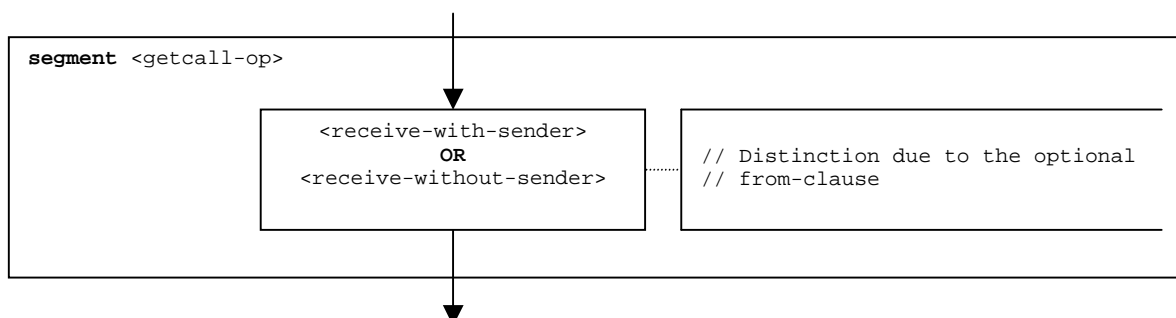 segment <getcall-op>
<receive-with-sender>
OR
<receive-without-sender>
// Distinction due to the optional
// from-clause